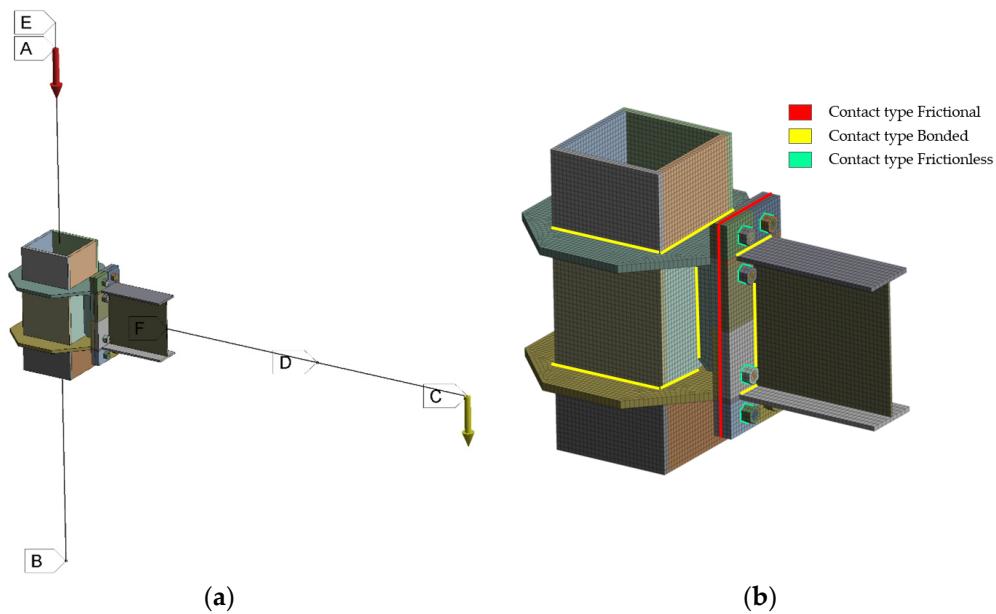 E
A
F
D
C
B
Contact type Frictional
Contact type Bonded
Contact type Frictionless
(a)
(b)